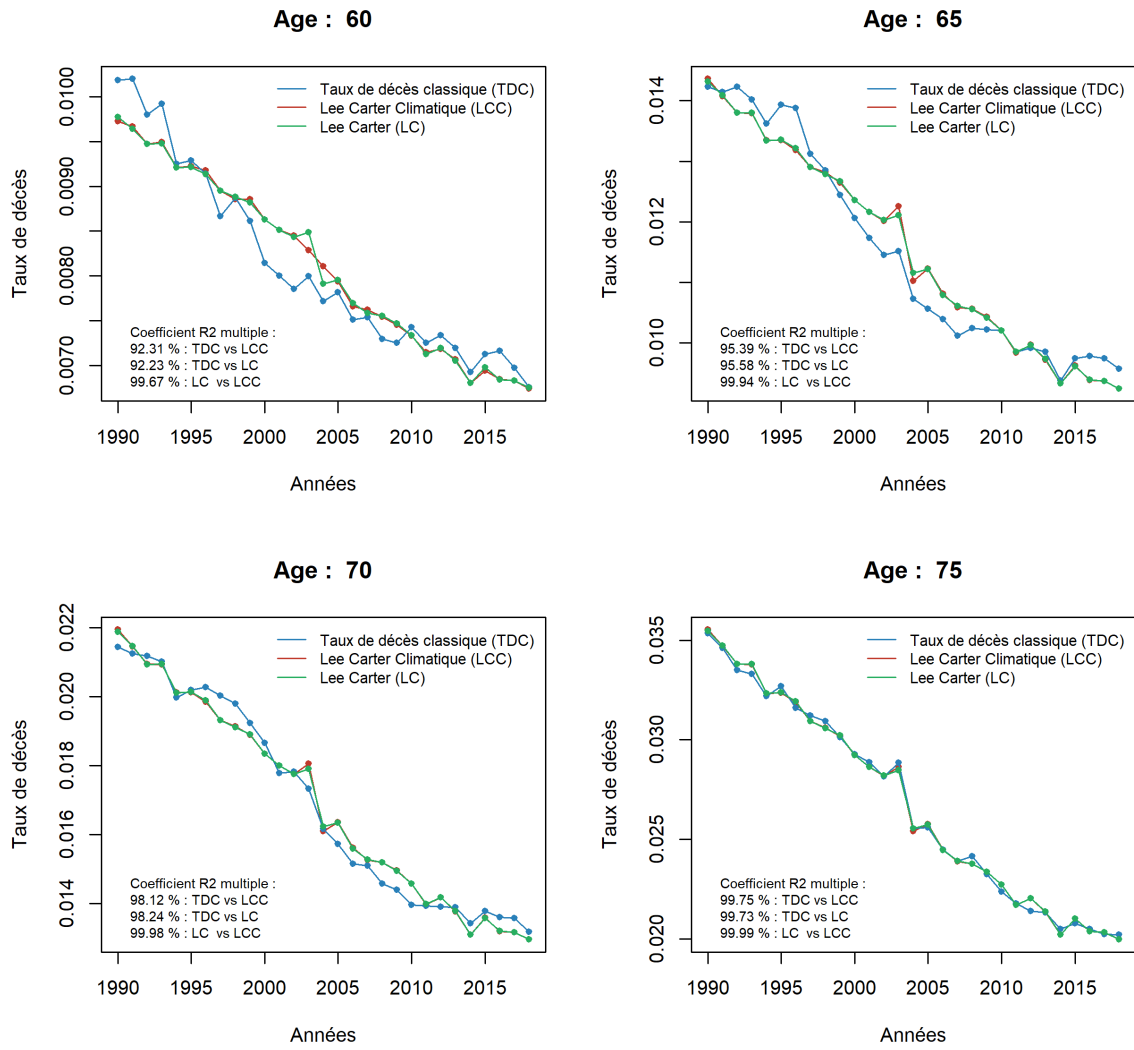 Age :  60
0.0100
0.0090
0.0080
0.0070
Taux de décès
Taux de décès classique (TDC)
Lee Carter Climatique (LCC)
Lee Carter (LC)
Coefficient R2 multiple :
92.31 % : TDC vs LCC
92.23 % : TDC vs LC
99.67 % : LC  vs LCC
1990 1995 2000 2005 2010 2015
Années
Age :  65
0.014
0.012
0.010
Taux de décès
Taux de décès classique (TDC)
Lee Carter Climatique (LCC)
Lee Carter (LC)
Coefficient R2 multiple :
95.39 % : TDC vs LCC
95.58 % : TDC vs LC
99.94 % : LC  vs LCC
1990 1995 2000 2005 2010 2015
Années
Age :  70
0.022
0.020
0.018
0.016
0.014
Taux de décès
Taux de décès classique (TDC)
Lee Carter Climatique (LCC)
Lee Carter (LC)
Coefficient R2 multiple :
98.12 % : TDC vs LCC
98.24 % : TDC vs LC
99.98 % : LC  vs LCC
1990 1995 2000 2005 2010 2015
Années
Age :  75
0.035
0.030
0.025
0.020
Taux de décès
Taux de décès classique (TDC)
Lee Carter Climatique (LCC)
Lee Carter (LC)
Coefficient R2 multiple :
99.75 % : TDC vs LCC
99.73 % : TDC vs LC
99.99 % : LC  vs LCC
1990 1995 2000 2005 2010 2015
Années